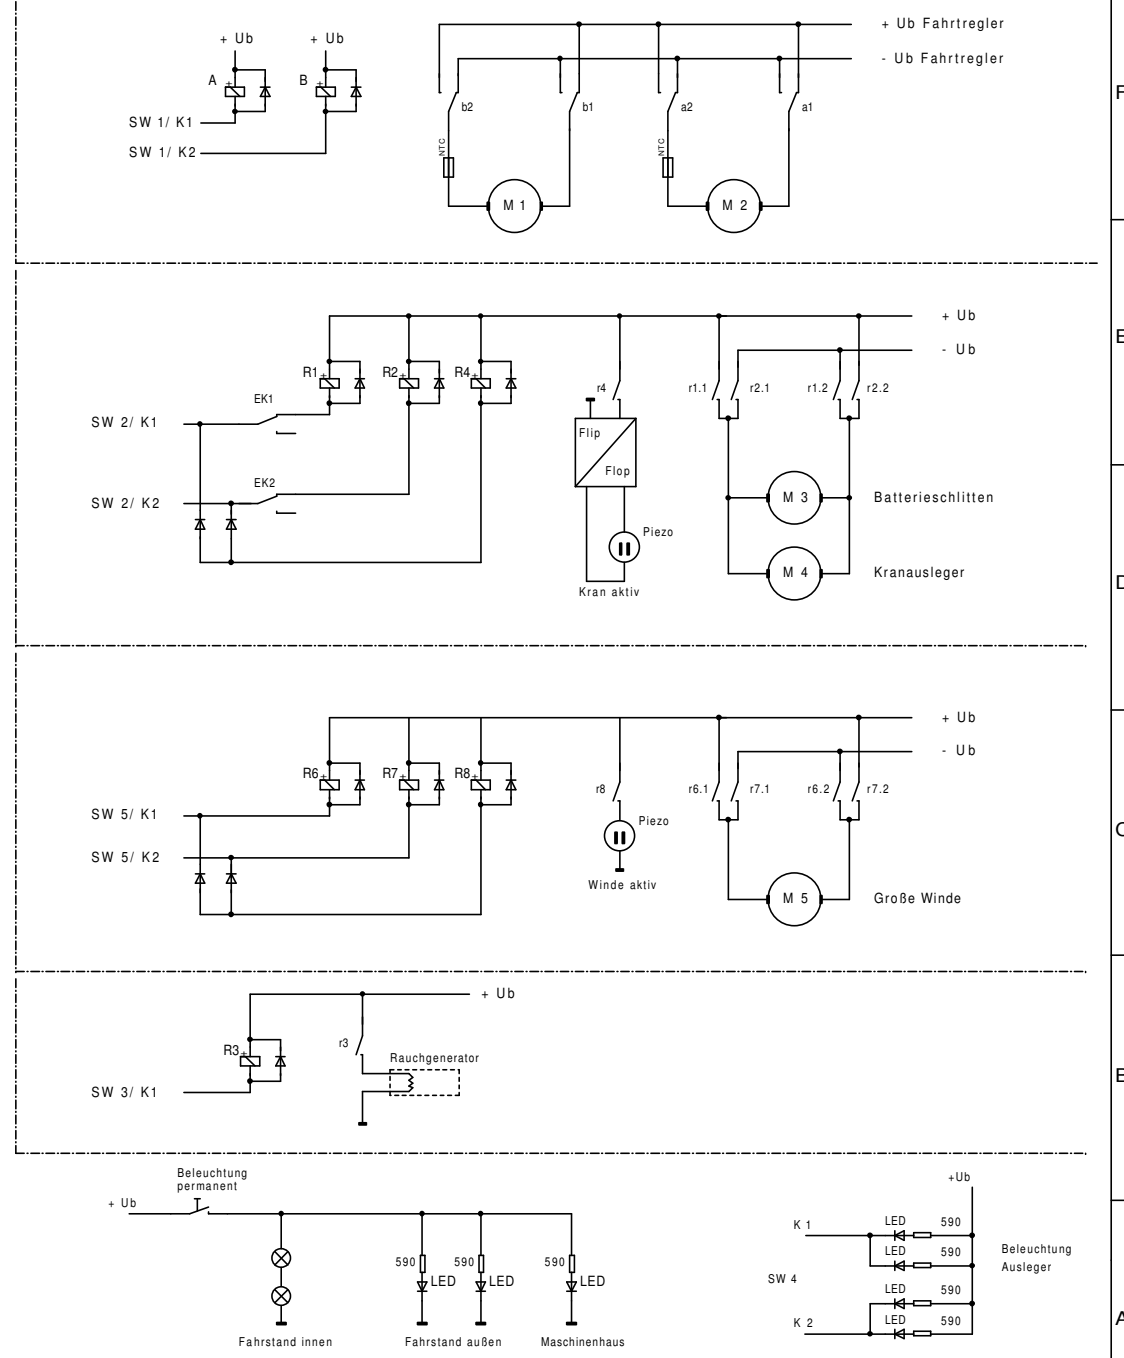 + Ub Fahrtregler
+ Ub + Ub
- Ub Fahrtregler
A + B +
b2 b1 a2 a1
SW 1/ K1
SW 1/ K2
NTC NTC
M 1 M 2
F
+ Ub
- Ub
E
R1 + R2 + R4 +
r4 r1.1 r2.1 r1.2 r2.2
EK1
SW 2/ K1
Flip
Flop
EK2
SW 2/ K2
M 3 Batterieschlitten
Piezo
M 4 Kranausleger
D
Kran aktiv
+ Ub
- Ub
R6 + R7 + R8 +
r8 r6.1 r7.1 r6.2 r7.2
SW 5/ K1
Piezo
C
SW 5/ K2
Winde aktiv
M 5 Große Winde
+ Ub
R3 + r3
Rauchgenerator
SW 3/ K1
B
Beleuchtung
permanent
+ Ub
+Ub
K 1 LED 590
LED 590
Beleuchtung
Ausleger
590 590 590
LED LED LED
SW 4
LED 590
K 2 LED 590
A
Fahrstand innen Fahrstand außen Maschinenhaus